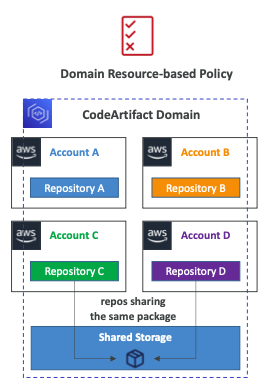 Domain Resource-based Policy
CodeArtifact Domain
aws
Account A
Repository A
aws
Account B
Repository B
aws
Account C
Repository C
aws
Account D
Repository D
repos sharing
the same package
Shared Storage